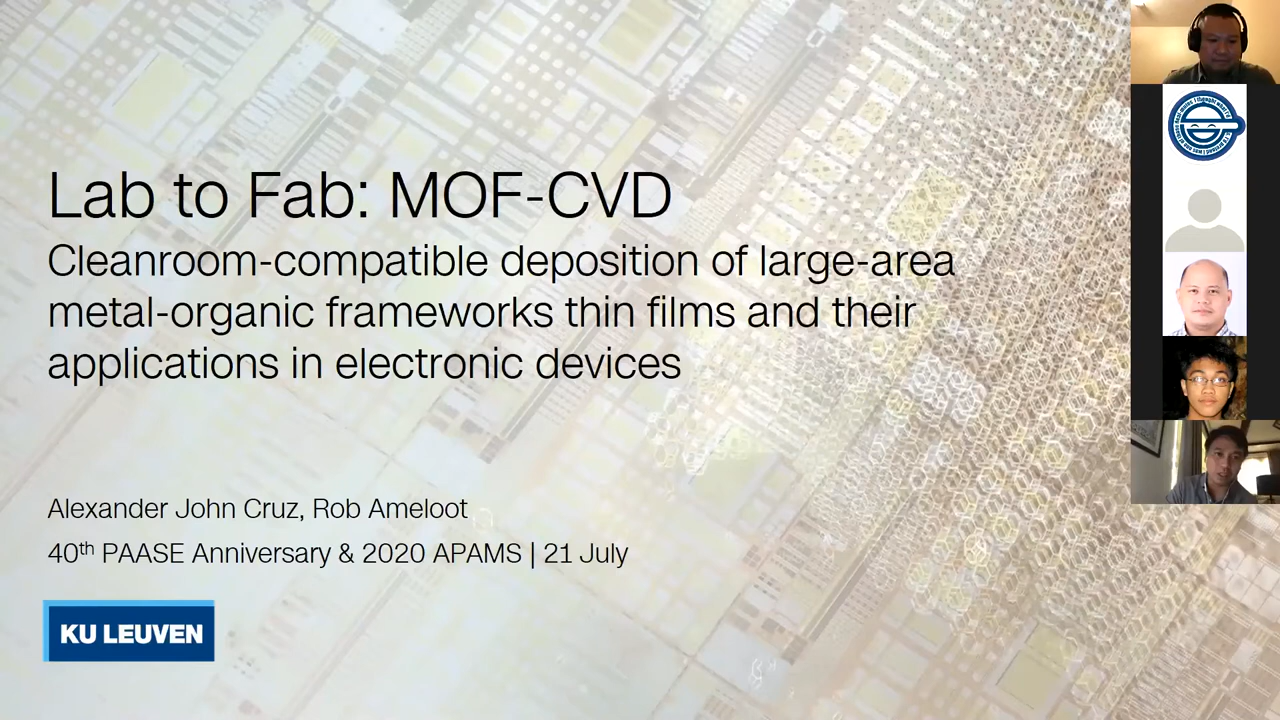 Lab to Fab: MOF-CVD
Cleanroom-compatible deposition of large-area
metal-organic frameworks thin films and their
applications in electronic devices
Alexander John Cruz, Rob Ameloot
40th PAASE Anniversary & 2020 APAMS | 21 July
KU LEUVEN